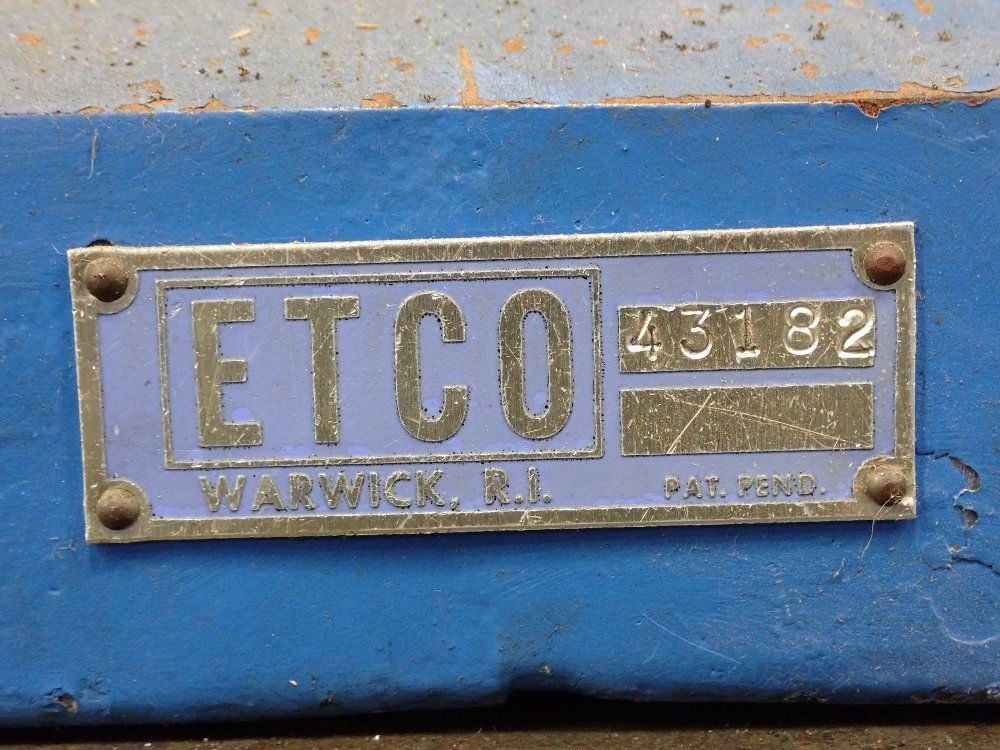 ETCO
43182
WARWICK, R.I.
PAT. PEND.